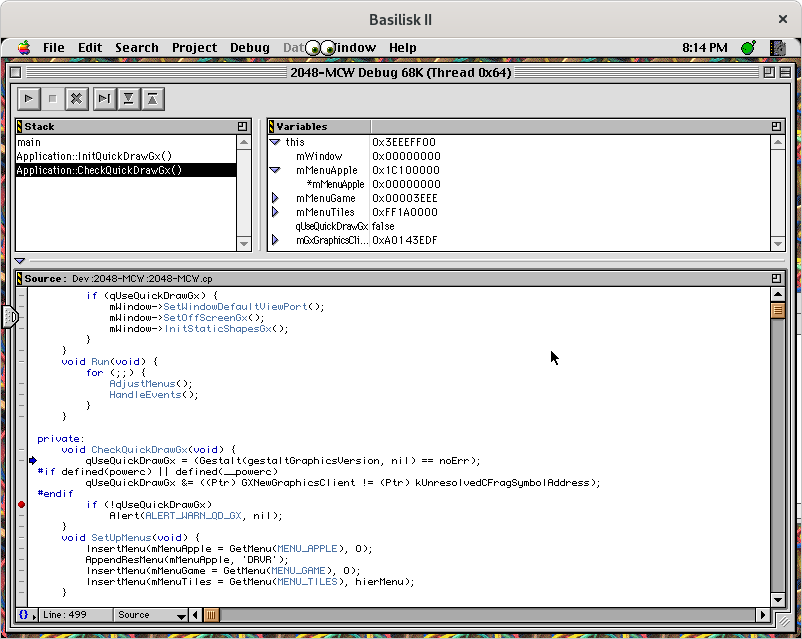 Basilisk II
File Edit Search Project Debug Dat indow Help 8:14 PM
2048-MCW Debug 68K (Thread 0x64)
Stack
main
Application::InitQuickDrawGx()
Application::CheckQuickDrawGx()
Variables
this 0x3EEEFF00
mWindow 0x00000000
mMenuApple 0x1C100000
*mMenuApple 0x00000000
mMenuGame 0x00003EEE
mMenuTiles 0xFF1A0000
qUseQuickDrawGx false
mGxGraphicsCli... 0xA0143EDF
Source: Dev:2048-MCW:2048-MCW.cp
if (qUseQuickDrawGx) {
mWindow->SetWindowDefaultViewPort();
mWindow->SetOffScreenGx();
mWindow->InitStaticShapesGx();
}
}
void Run(void) {
for (;;) {
AdjustMenus();
HandleEvents();
}
}
private:
void CheckQuickDrawGx(void) {
qUseQuickDrawGx = (Gestalt(gestaltGraphicsVersion, nil) == noErr);
#if defined(powerc) || defined(__powerc)
qUseQuickDrawGx &= ((Ptr) GXNewGraphicsClient != (Ptr) kUnresolvedCFragSymbolAddress);
#endif
if (!qUseQuickDrawGx)
Alert(ALERT_WARN_QD_GX, nil);
}
void SetUpMenus(void) {
InsertMenu(mMenuApple = GetMenu(MENU_APPLE), 0);
AppendResMenu(mMenuApple, 'DRVR');
InsertMenu(mMenuGame = GetMenu(MENU_GAME), 0);
InsertMenu(mMenuTiles = GetMenu(MENU_TILES), hierMenu);
}
{} Line: 499 Source